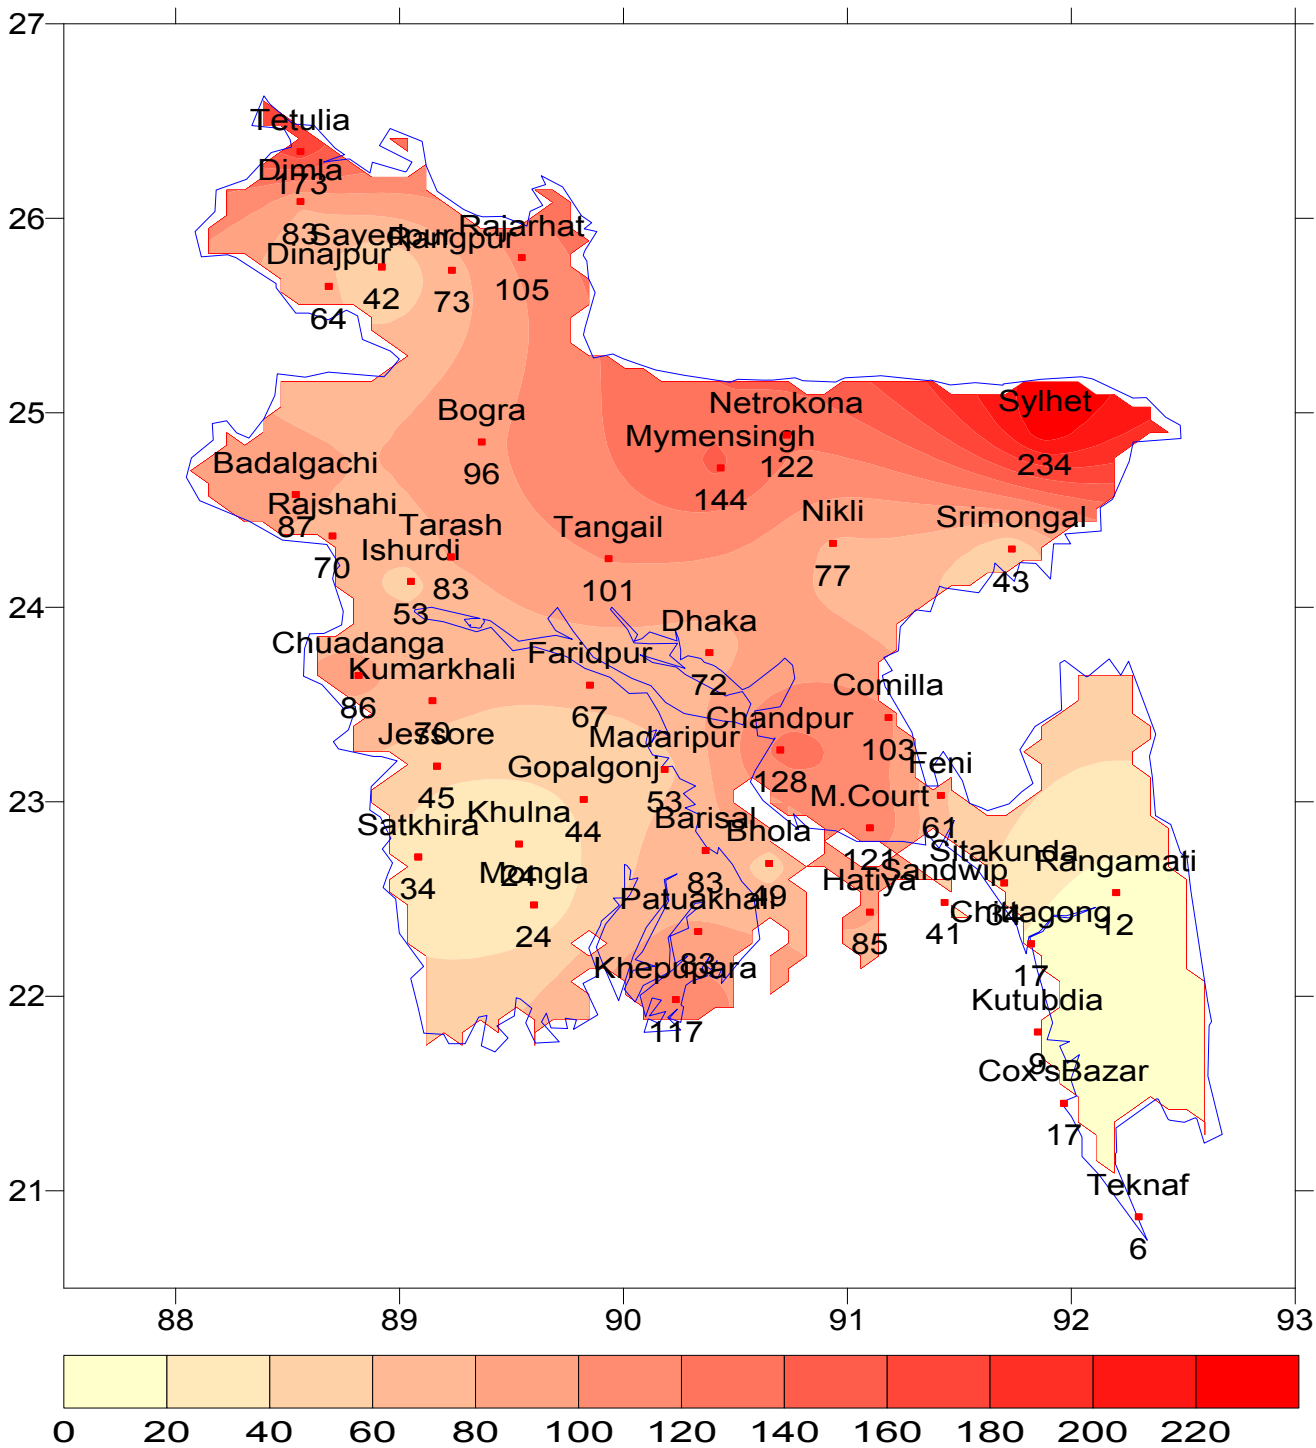 27
Tetulia
Dimla
173
26
83
Sayedpur
Rangpur
Rajarhat
Dinajpur
42
73
105
64
25
Bogra
Netrokona
Sylhet
Mymensingh
96
122
234
Badalgachi
144
Rajshahi
87
Tarash
Tangail
Nikli
Srimongal
Ishurdi
70
83
101
77
43
24
53
Dhaka
Chuadanga
Kumarkhali
Faridpur
72
Comilla
86
70
67
Chandpur
103
Jessore
Madaripur
Feni
Gopalgonj
128
23
45
53
M.Court
Khulna
44
Barisal
Bhola
61
Satkhira
24
121
Sitakunda
Rangamati
34
Mongla
83
49
Hatiya
Sandwip
Patuakhali
34
Chittagong
12
24
85
41
83
17
Khepupara
22
117
Kutubdia
9
Cox'sBazar
17
21
Teknaf
6
88 89 90 91 92 93
0 20 40 60 80 100 120 140 160 180 200 220